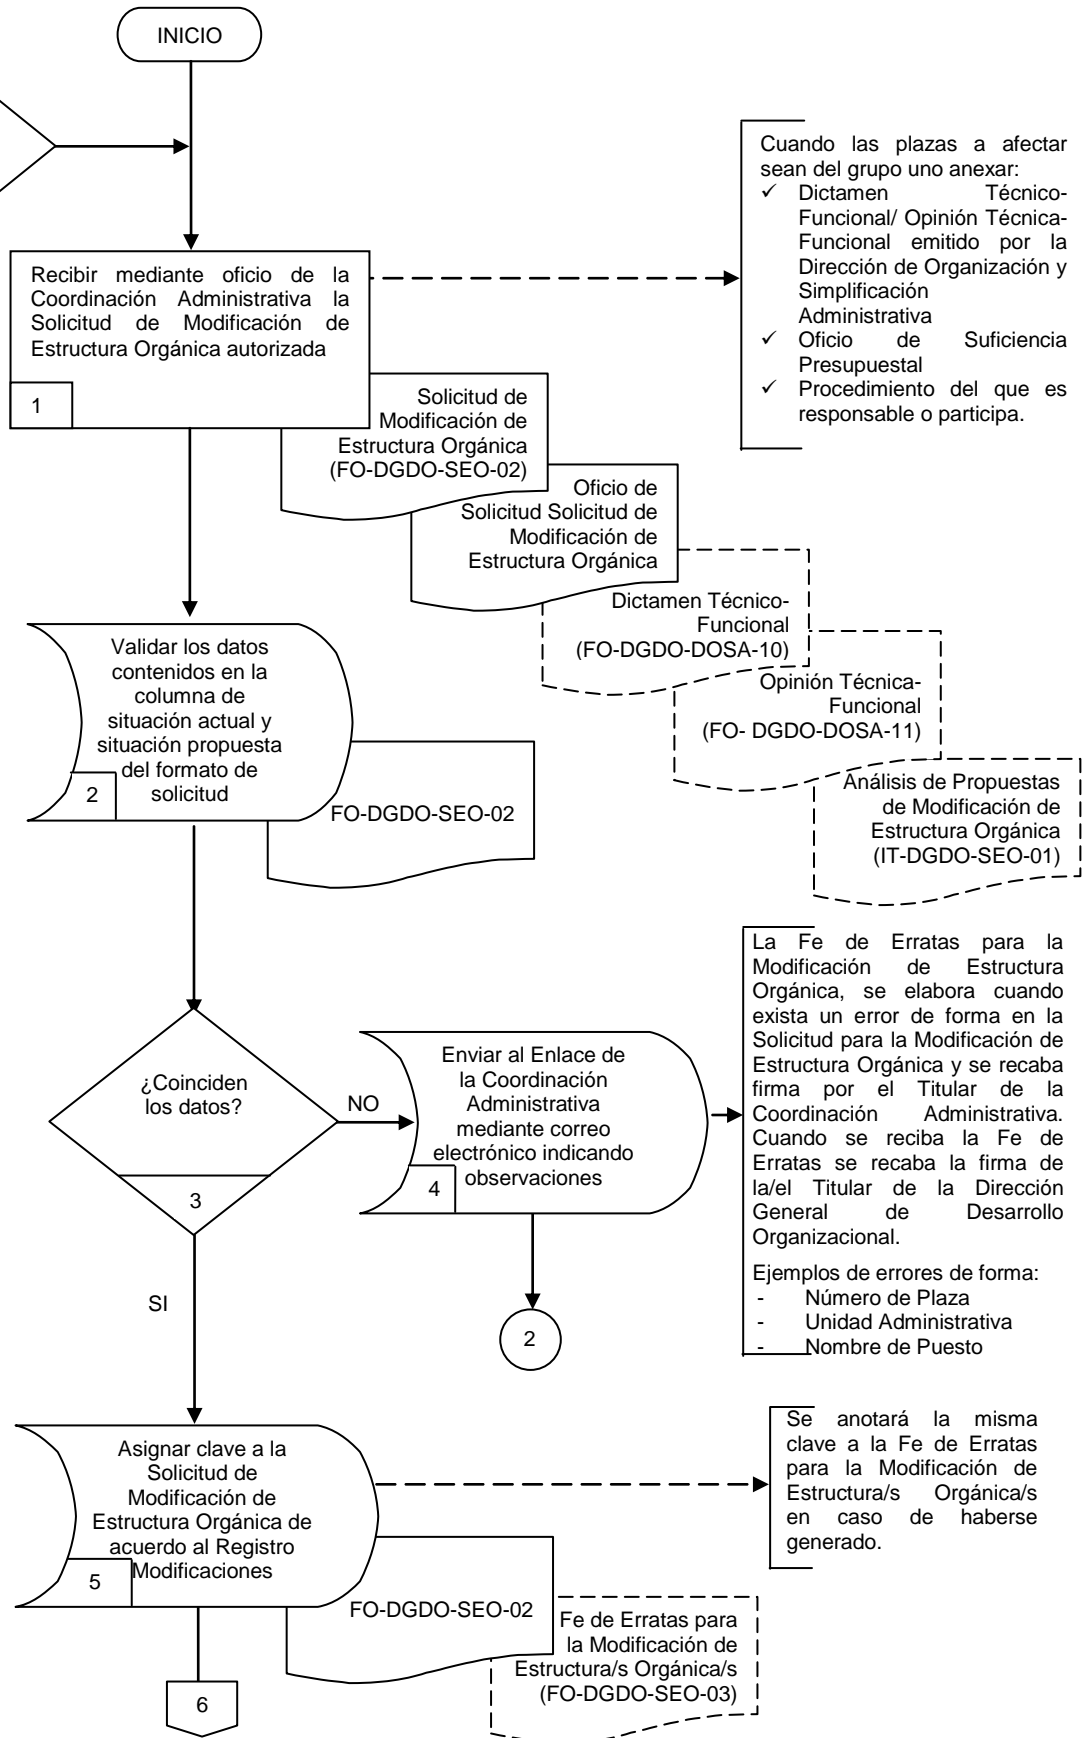 INICIO
Cuando las plazas a afectar
sean del grupo uno anexar:
✓ Dictamen Técnico-
Funcional/ Opinión Técnica-
Funcional emitido por la
Dirección de Organización y
Simplificación
Administrativa
✓ Oficio de Suficiencia
Presupuestal
✓ Procedimiento del que es
responsable o participa.
Recibir mediante oficio de la
Coordinación Administrativa la
Solicitud de Modificación de
Estructura Orgánica autorizada
1
Solicitud de
Modificación de
Estructura Orgánica
(FO-DGDO-SEO-02)
Oficio de
Solicitud Solicitud de
Modificación de
Estructura Orgánica
Dictamen Técnico-
Funcional
(FO-DGDO-DOSA-10)
Opinión Técnica-
Funcional
(FO- DGDO-DOSA-11)
Análisis de Propuestas
de Modificación de
Estructura Orgánica
(IT-DGDO-SEO-01)
Validar los datos
contenidos en la
columna de
situación actual y
situación propuesta
del formato de
solicitud
2
FO-DGDO-SEO-02
¿Coinciden
los datos?
3
NO
SI
Enviar al Enlace de
la Coordinación
Administrativa
mediante correo
electrónico indicando
observaciones
4
2
La Fe de Erratas para la
Modificación de Estructura
Orgánica, se elabora cuando
exista un error de forma en la
Solicitud para la Modificación de
Estructura Orgánica y se recaba
firma por el Titular de la
Coordinación Administrativa.
Cuando se reciba la Fe de
Erratas se recaba la firma de
la/el Titular de la Dirección
General de Desarrollo
Organizacional.
Ejemplos de errores de forma:
- Número de Plaza
- Unidad Administrativa
- Nombre de Puesto
Asignar clave a la
Solicitud de
Modificación de
Estructura Orgánica de
acuerdo al Registro
Modificaciones
5
FO-DGDO-SEO-02
Fe de Erratas para
la Modificación de
Estructura/s Orgánica/s
(FO-DGDO-SEO-03)
Se anotará la misma
clave a la Fe de Erratas
para la Modificación de
Estructura/s Orgánica/s
en caso de haberse
generado.
6